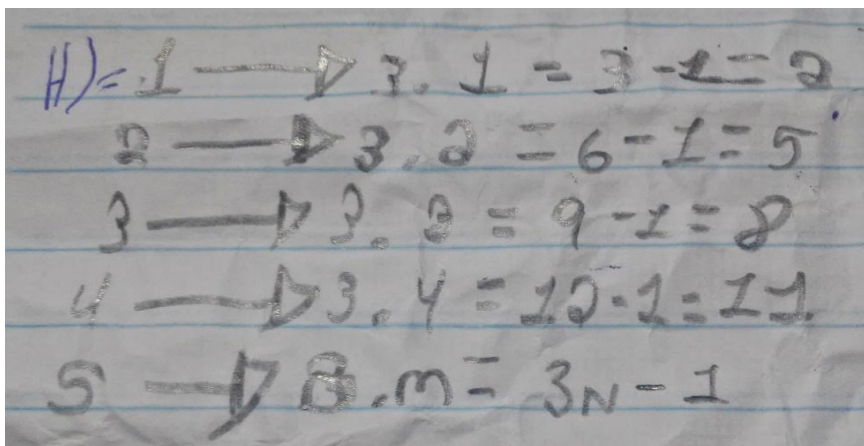 H)= 1 → 3.1 = 3-1=2
2 → 3.2 = 6-1=5
3 → 3.3 = 9-1=8
4 → 3.4 = 12-1=11
5 → 3.n = 3N-1